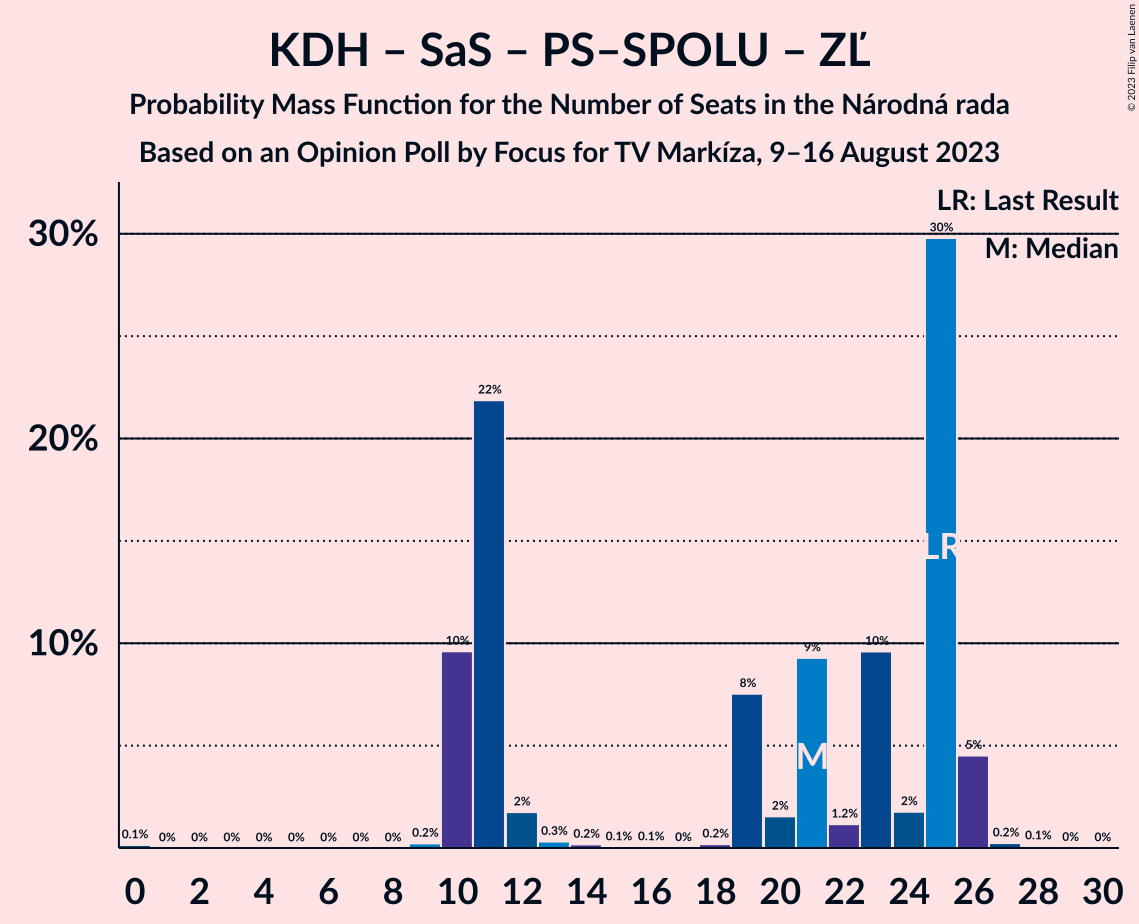 KDH – SaS – PS–SPOLU – ZĽ
Probability Mass Function for the Number of Seats in the Národná rada
Based on an Opinion Poll by Focus for TV Markíza, 9–16 August 2023
© 2023 Filip van Laenen
LR: Last Result
M: Median
30%
20%
10%
0.1% 0% 0% 0% 0% 0% 0% 0% 0% 0.2% 10% 22% 2% 0.3% 0.2% 0.1% 0.1% 0% 0.2% 8% 2% 9% 1.2% 10% 2% 30% 5% 0.2% 0.1% 0% 0%
LR
M
0 2 4 6 8 10 12 14 16 18 20 22 24 26 28 30